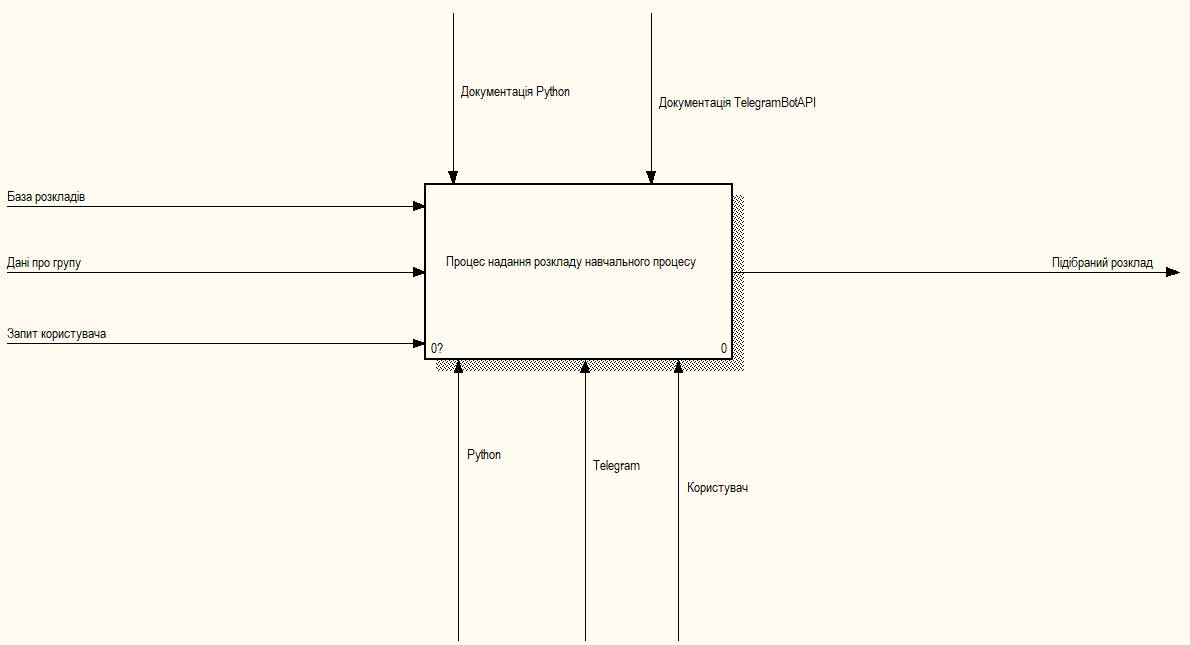 Документація Python
Документація TelegramBotAPI
База розкладів
Дані про групу
Процес надання розкладу навчального процесу
Підібраний розклад
Запит користувача
0?
0
Python
Telegram
Користувач